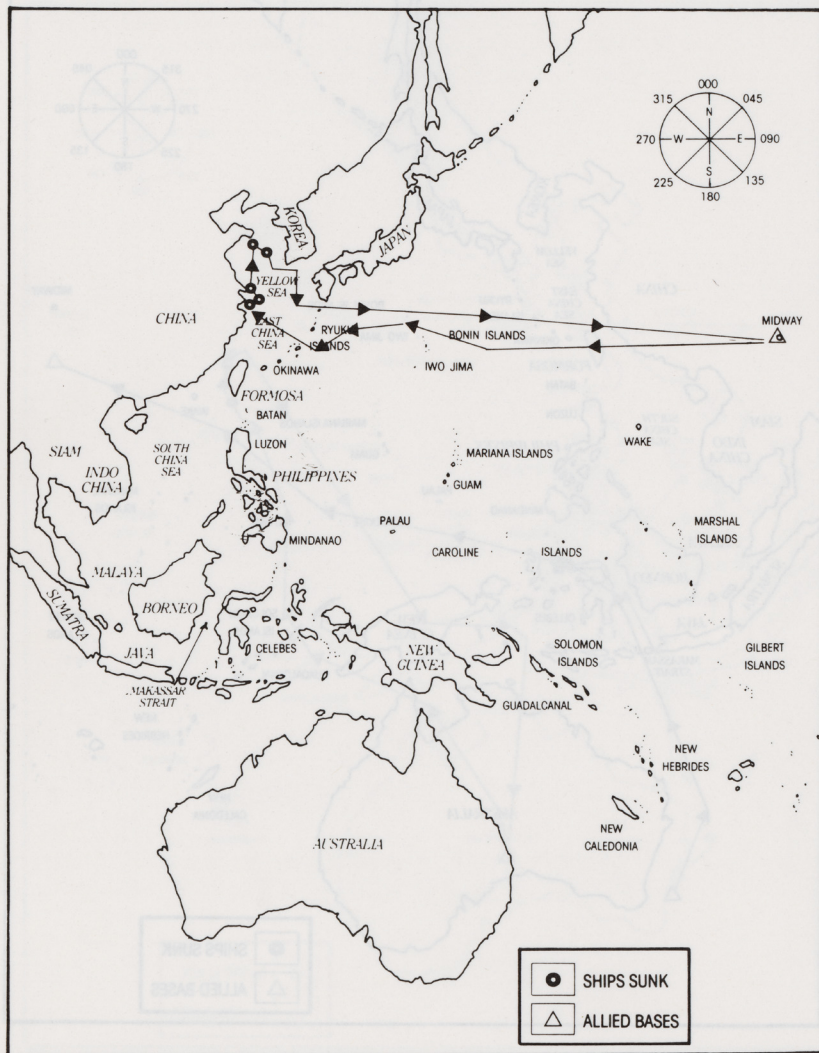 000
315
045
N
270
W
E
090
S
225
135
180
KOREA
JAPAN
YELLOW
SEA
CHINA
EAST
CHINA
SEA
RYUKU
ISLANDS
BONIN ISLANDS
MIDWAY
OKINAWA
IWO JIMA
FORMOSA
BATAN
LUZON
SIAM
INDO
CHINA
SOUTH
CHINA
SEA
MARIANA ISLANDS
WAKE
PHILIPPINES
GUAM
PALAU
MINDANAO
CAROLINE
ISLANDS
MARSHAL
ISLANDS
MALAYA
SUMATRA
BORNEO
JAVA
CELEBES
NEW
GUINEA
SOLOMON
ISLANDS
GILBERT
ISLANDS
MAKASSAR
STRAIT
GUADALCANAL
NEW
HEBRIDES
NEW
CALEDONIA
AUSTRALIA
SHIPS SUNK
ALLIED BASES